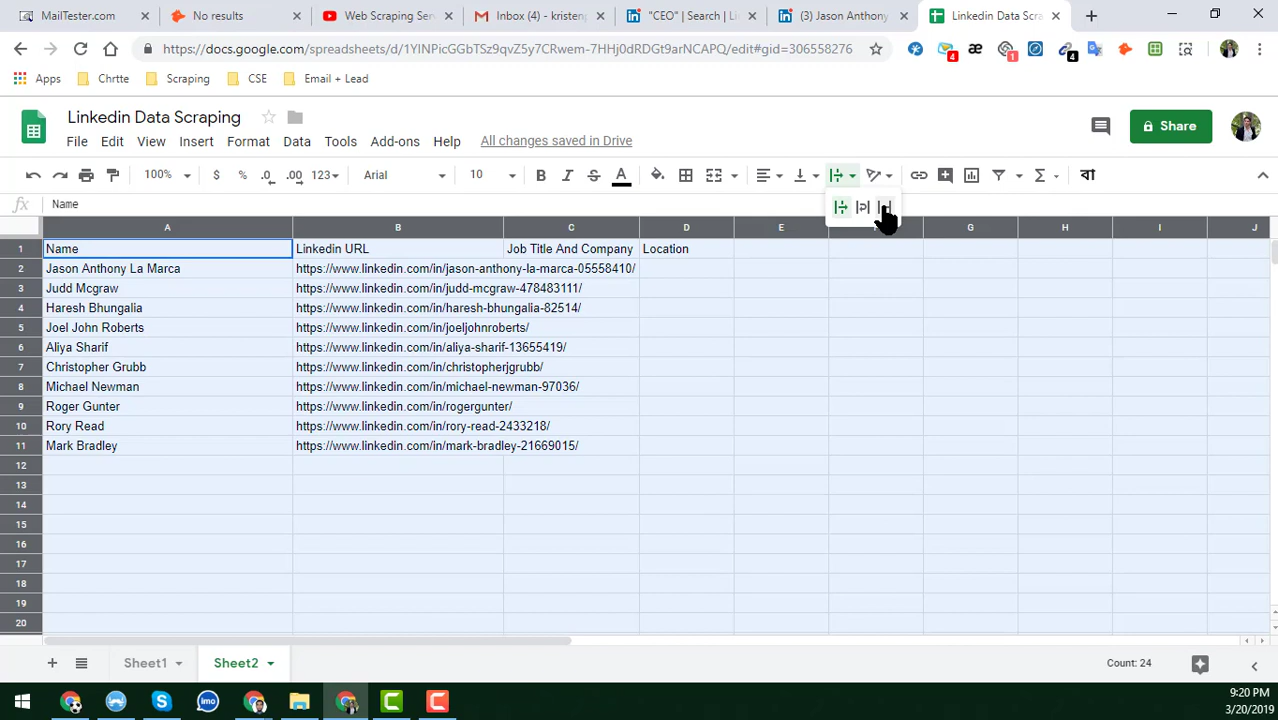 MailTester.com
No results
Web Scraping Ser
Inbox (4) - kristen
"CEO" | Search | Lin
(3) Jason Anthony
Linkedin Data Scra
https://docs.google.com/spreadsheets/d/1YlNPicGGbTSz9qvZ5y7CRwem-7HHj0dRDGt9arNCAPQ/edit#gid=306558276
4
1
4
Apps
Chrtte
Scraping
CSE
Email + Lead
Linkedin Data Scraping
File Edit View Insert Format Data Tools Add-ons Help All changes saved in Drive
Share
100% $ % .0 .00 123 Arial 10 B I S A
বা
fx Name
A B C D E F G H I J
1 Name Linkedin URL Job Title And Company Location
2 Jason Anthony La Marca https://www.linkedin.com/in/jason-anthony-la-marca-05558410/
3 Judd Mcgraw https://www.linkedin.com/in/judd-mcgraw-478483111/
4 Haresh Bhungalia https://www.linkedin.com/in/haresh-bhungalia-82514/
5 Joel John Roberts https://www.linkedin.com/in/joeljohnroberts/
6 Aliya Sharif https://www.linkedin.com/in/aliya-sharif-13655419/
7 Christopher Grubb https://www.linkedin.com/in/christopherjgrubb/
8 Michael Newman https://www.linkedin.com/in/michael-newman-97036/
9 Roger Gunter https://www.linkedin.com/in/rogergunter/
10 Rory Read https://www.linkedin.com/in/rory-read-2433218/
11 Mark Bradley https://www.linkedin.com/in/mark-bradley-21669015/
12
13
14
15
16
17
18
19
20
Sheet1
Sheet2
Count: 24
9:20 PM
3/20/2019